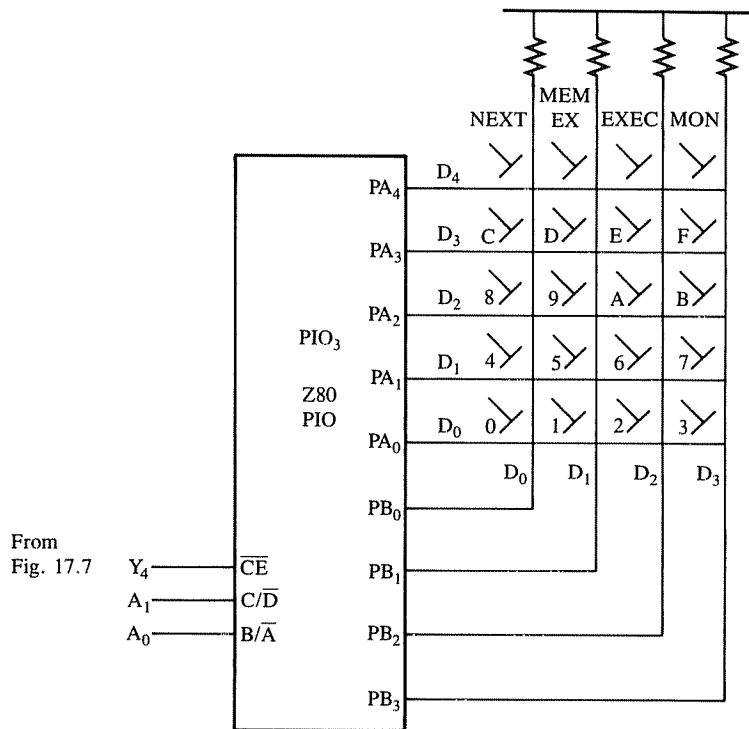 MEM
NEXT EX EXEC MON
D₄
PA₄
D₃ C D E F
PA₃
D₂ 8 9 A B
PA₂
PIO₃
D₁ 4 5 6 7
PA₁
Z80
PIO
D₀ 0 1 2 3
PA₀
D₀ D₁ D₂ D₃
PB₀
From
Fig. 17.7 Y₄ C̅E̅ PB₁
A₁ C/D̅
A₀ B/A̅ PB₂
PB₃